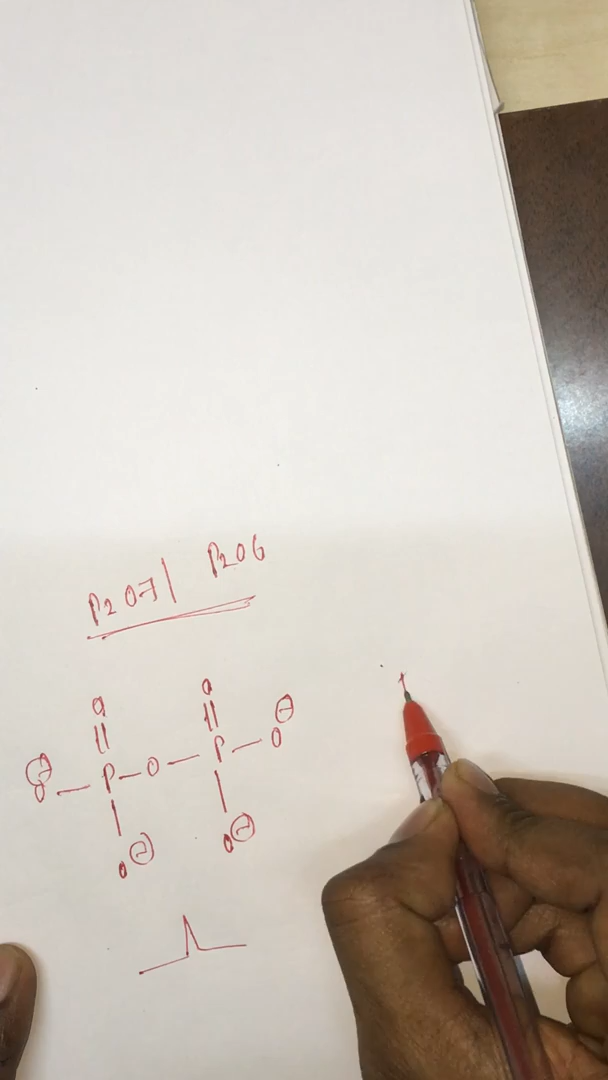 P2O7 | P2O6
O O
|| ||
⊖O — P — O — P — O⊖
| |
O⊖ O⊖